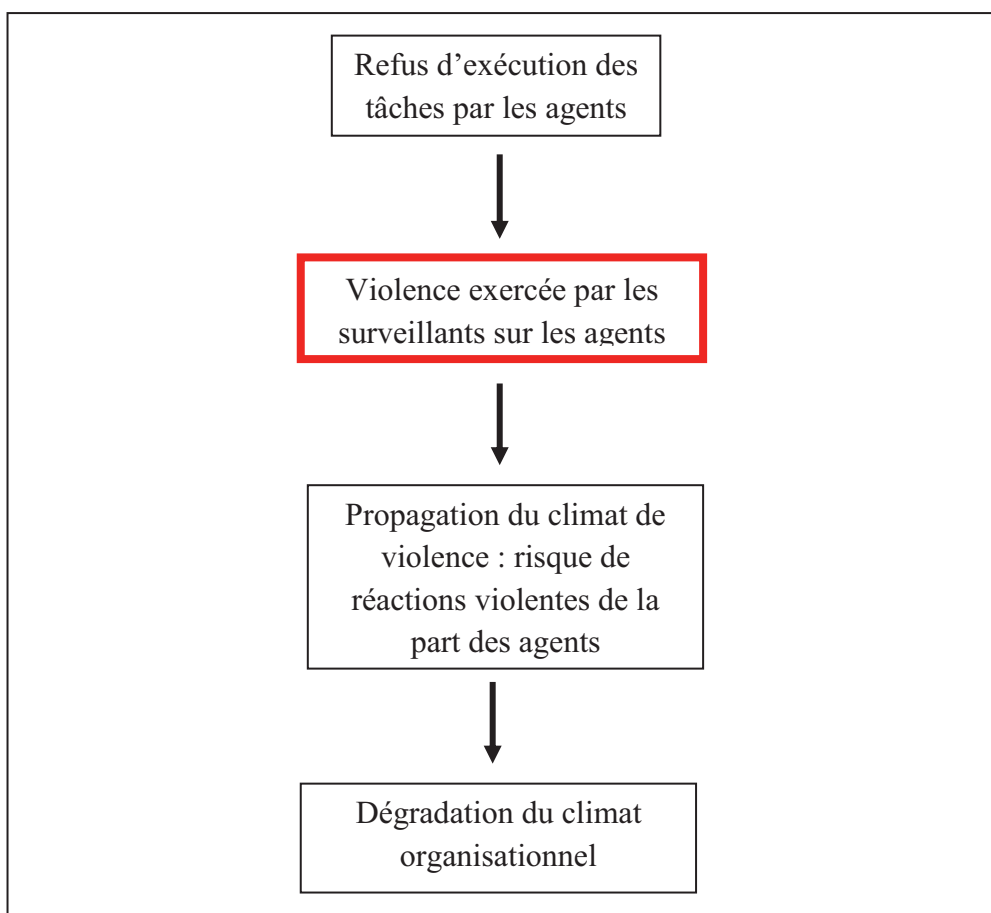 Refus d’exécution des
tâches par les agents
Violence exercée par les
surveillants sur les agents
Propagation du climat de
violence : risque de
réactions violentes de la
part des agents
Dégradation du climat
organisationnel